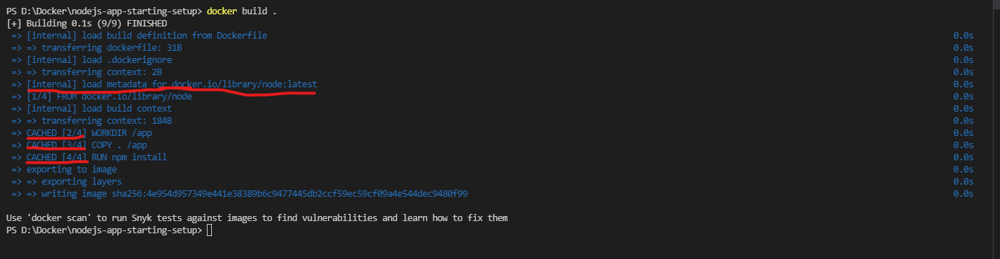 PS D:\Docker\nodejs-app-starting-setup> docker build .
[+] Building 0.1s (9/9) FINISHED
=> [internal] load build definition from Dockerfile 0.0s
=> => transferring dockerfile: 31B 0.0s
=> [internal] load .dockerignore 0.0s
=> => transferring context: 2B 0.0s
=> [internal] load metadata for docker.io/library/node:latest 0.0s
=> [1/4] FROM docker.io/library/node 0.0s
=> [internal] load build context 0.0s
=> => transferring context: 184B 0.0s
=> CACHED [2/4] WORKDIR /app 0.0s
=> CACHED [3/4] COPY . /app 0.0s
=> CACHED [4/4] RUN npm install 0.0s
=> exporting to image 0.0s
=> => exporting layers 0.0s
=> => writing image sha256:4e954d957349e441e38389b6c9477445db2ccf59ec59cf09a4e544dec9480f99 0.0s
Use 'docker scan' to run Snyk tests against images to find vulnerabilities and learn how to fix them
PS D:\Docker\nodejs-app-starting-setup>